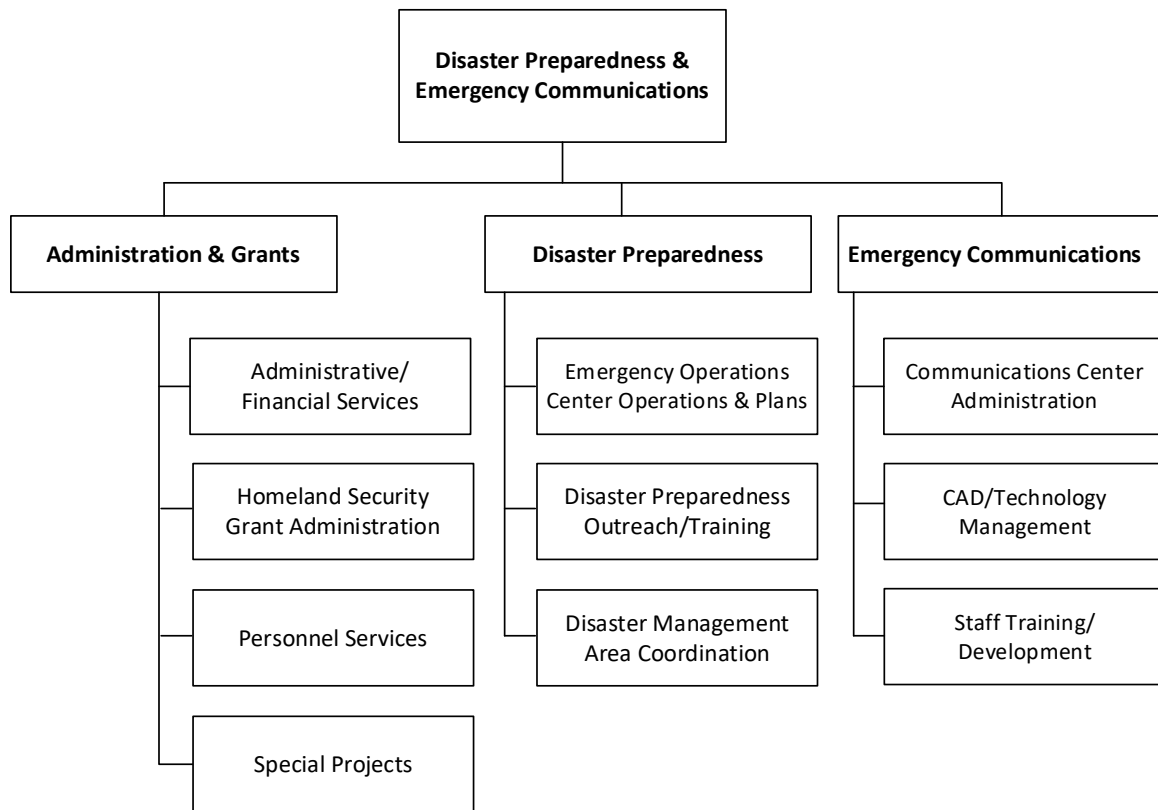 Disaster Preparedness &
Emergency Communications
Administration & Grants
Disaster Preparedness
Emergency Communications
Administrative/
Financial Services
Homeland Security
Grant Administration
Personnel Services
Special Projects
Emergency Operations
Center Operations & Plans
Disaster Preparedness
Outreach/Training
Disaster Management
Area Coordination
Communications Center
Administration
CAD/Technology
Management
Staff Training/
Development